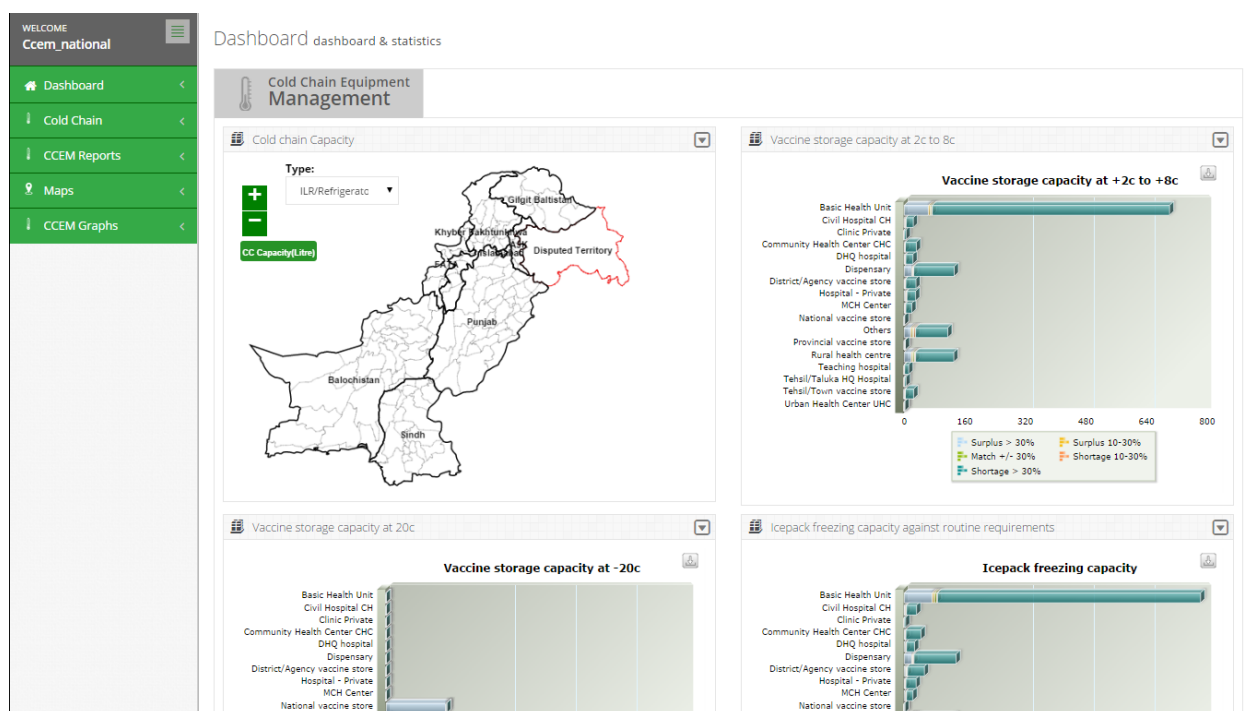 WELCOME
Ccem_national
Dashboard
Cold Chain
CCEM Reports
Maps
CCEM Graphs
Dashboard dashboard & statistics
Cold Chain Equipment
Management
Cold chain Capacity
Type:
ILR/Refrigeratc
+
−
CC Capacity(Litre)
Gilgit Baltistan
Khyber Pakhtunkhwa
AJK
Islamabad
Disputed Territory
FATA
Punjab
Balochistan
Sindh
Vaccine storage capacity at 2c to 8c
Vaccine storage capacity at +2c to +8c
Basic Health Unit
Civil Hospital CH
Clinic Private
Community Health Center CHC
DHQ hospital
Dispensary
District/Agency vaccine store
Hospital - Private
MCH Center
National vaccine store
Others
Provincial vaccine store
Rural health centre
Teaching hospital
Tehsil/Taluka HQ Hospital
Tehsil/Town vaccine store
Urban Health Center UHC
0 160 320 480 640 800
Surplus > 30% Surplus 10-30%
Match +/- 30% Shortage 10-30%
Shortage > 30%
Vaccine storage capacity at 20c
Vaccine storage capacity at -20c
Basic Health Unit
Civil Hospital CH
Clinic Private
Community Health Center CHC
DHQ hospital
Dispensary
District/Agency vaccine store
Hospital - Private
MCH Center
National vaccine store
Icepack freezing capacity against routine requirements
Icepack freezing capacity
Basic Health Unit
Civil Hospital CH
Clinic Private
Community Health Center CHC
DHQ hospital
Dispensary
District/Agency vaccine store
Hospital - Private
MCH Center
National vaccine store